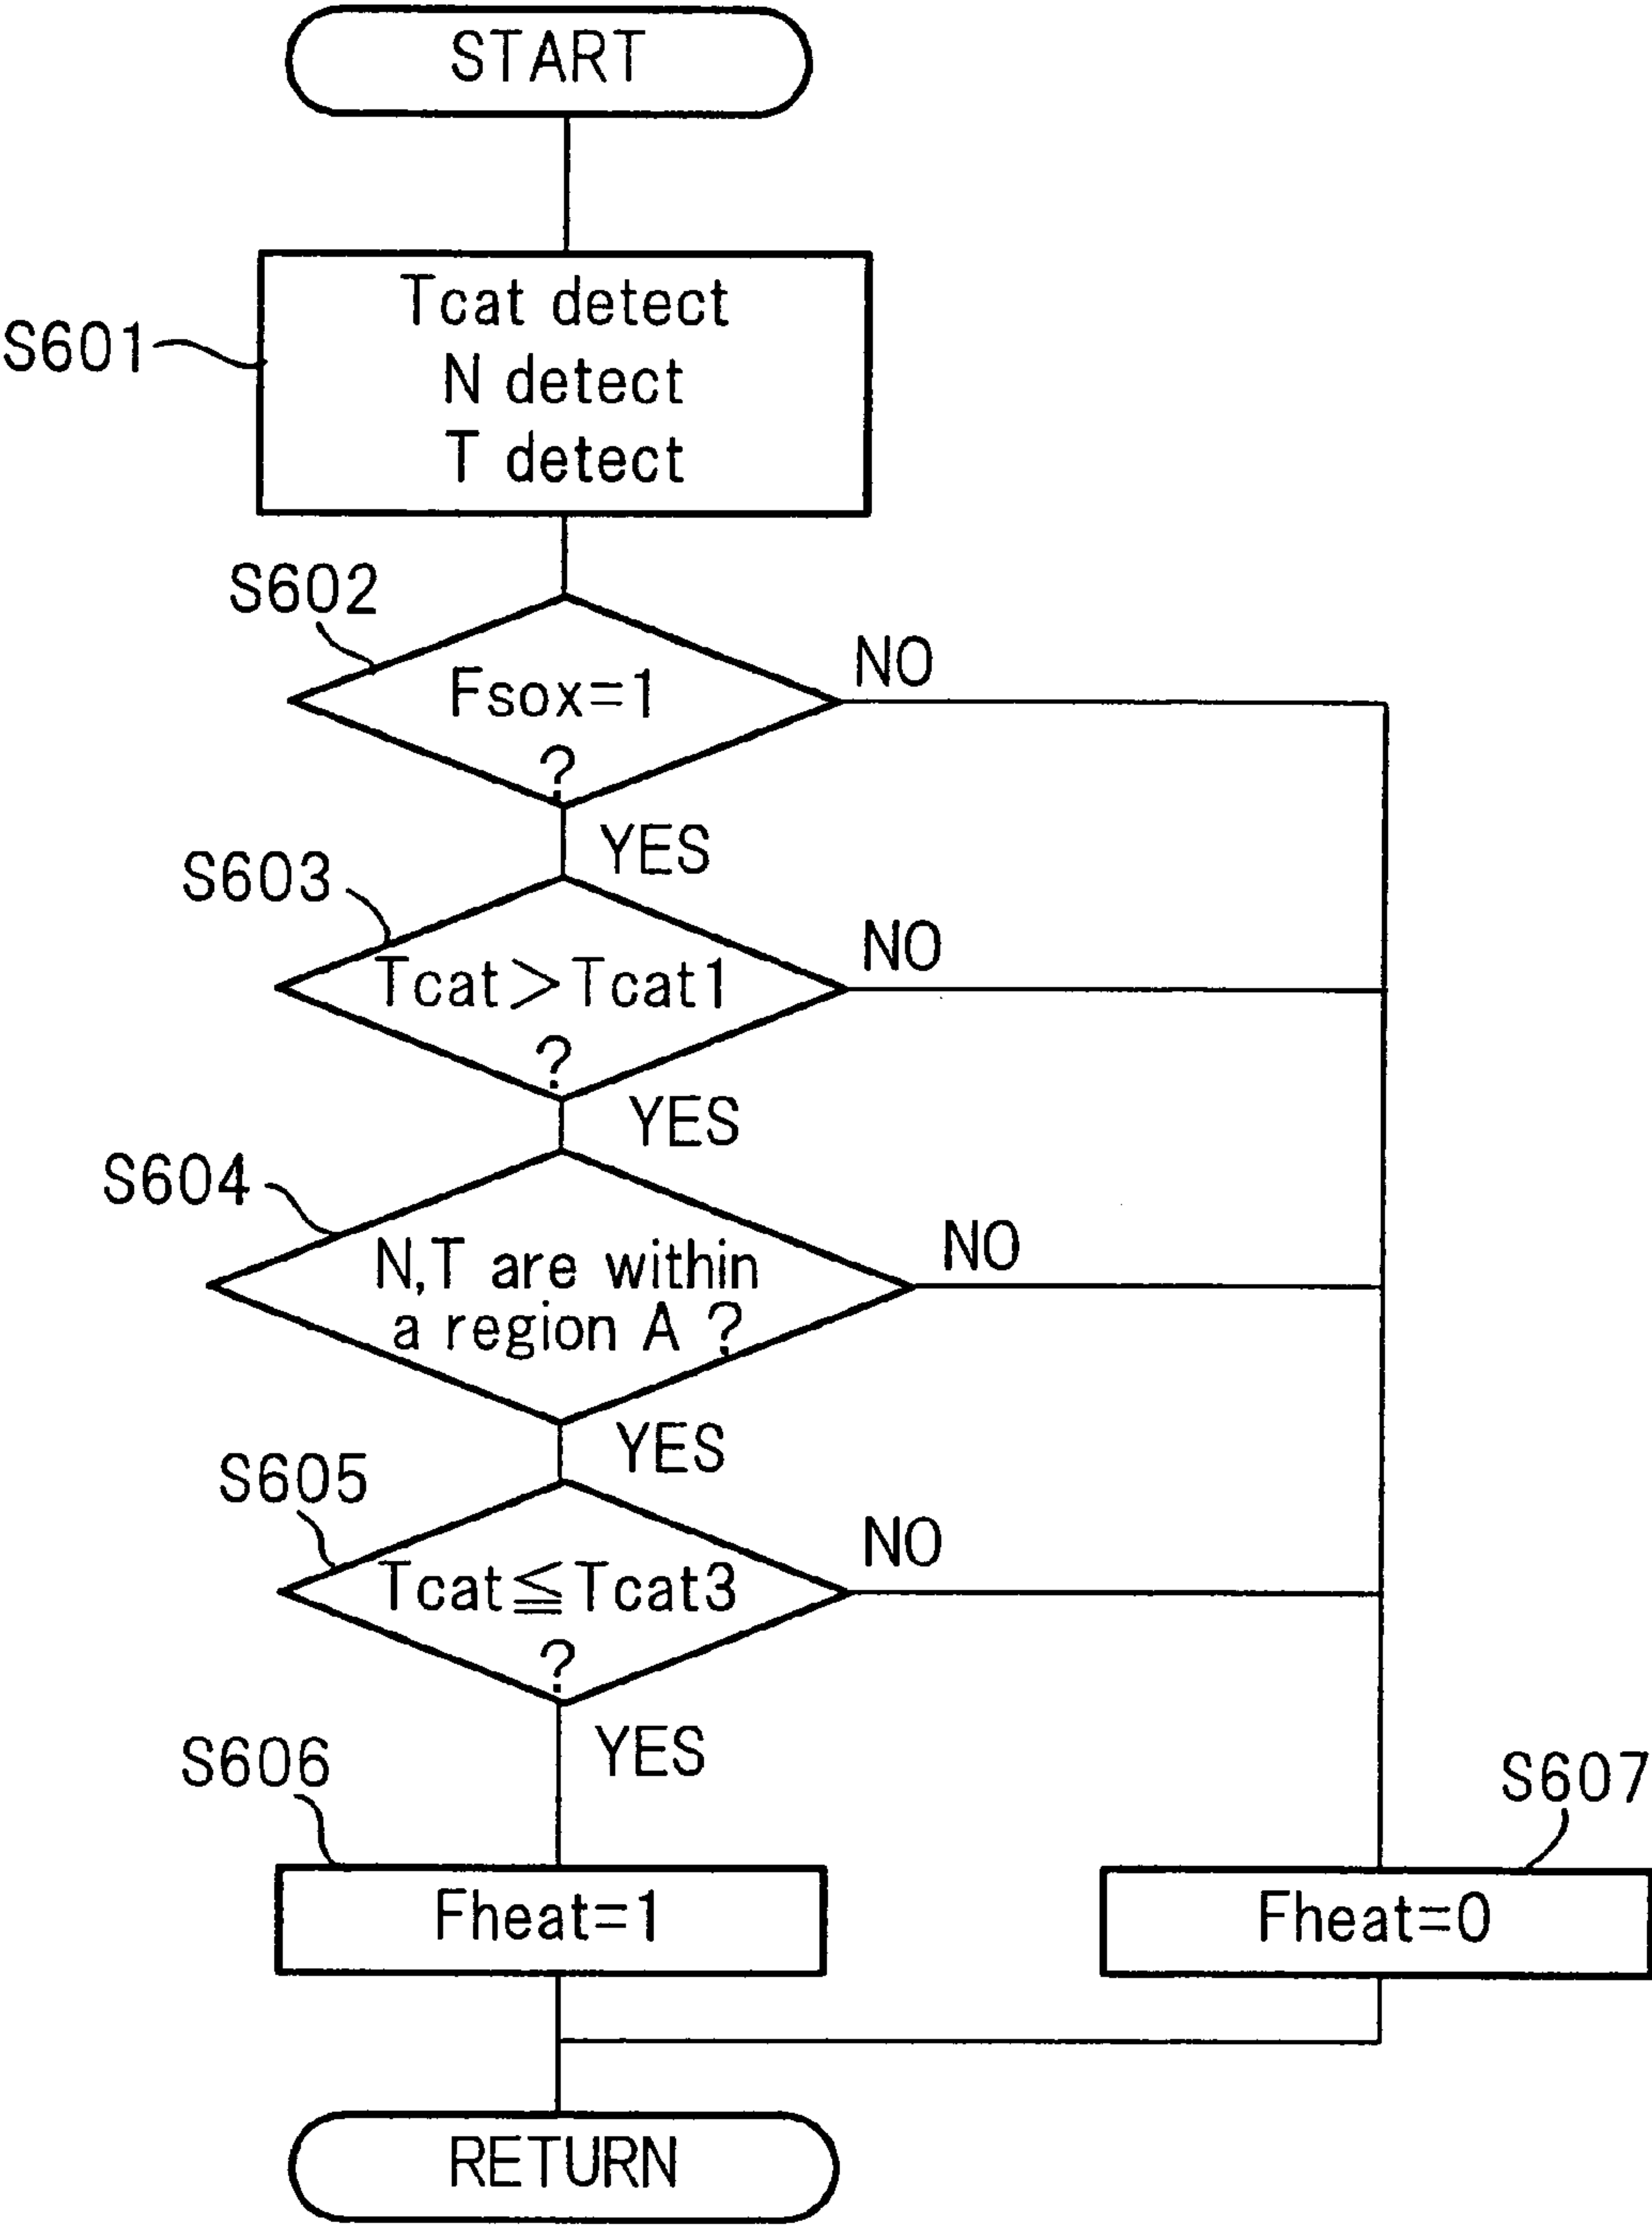 START
S601
Tcat detect
N detect
T detect
S602
Fsox=1
?
NO
YES
S603
Tcat>Tcat1
?
NO
YES
S604
N,T are within
a region A ?
NO
YES
S605
Tcat≦Tcat3
?
NO
YES
S606
Fheat=1
S607
Fheat=0
RETURN